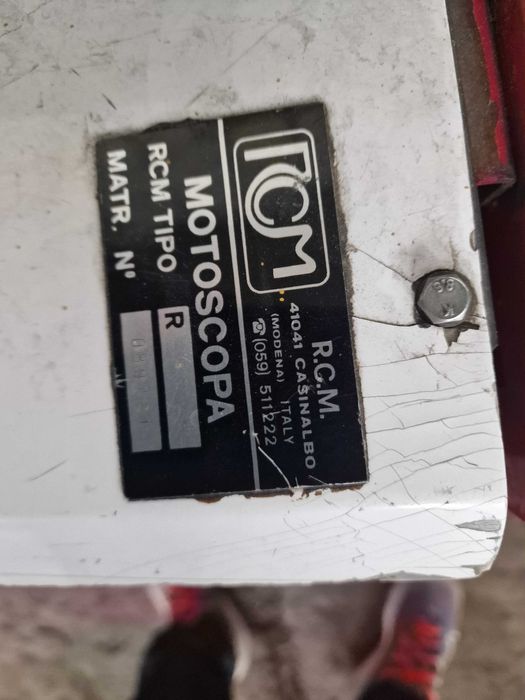 RCM
R.C.M.
41041 CASINALBO
(MODENA) ITALY
☎(059) 511222
MOTOSCOPA
RCM TIPO R
MATR. N°